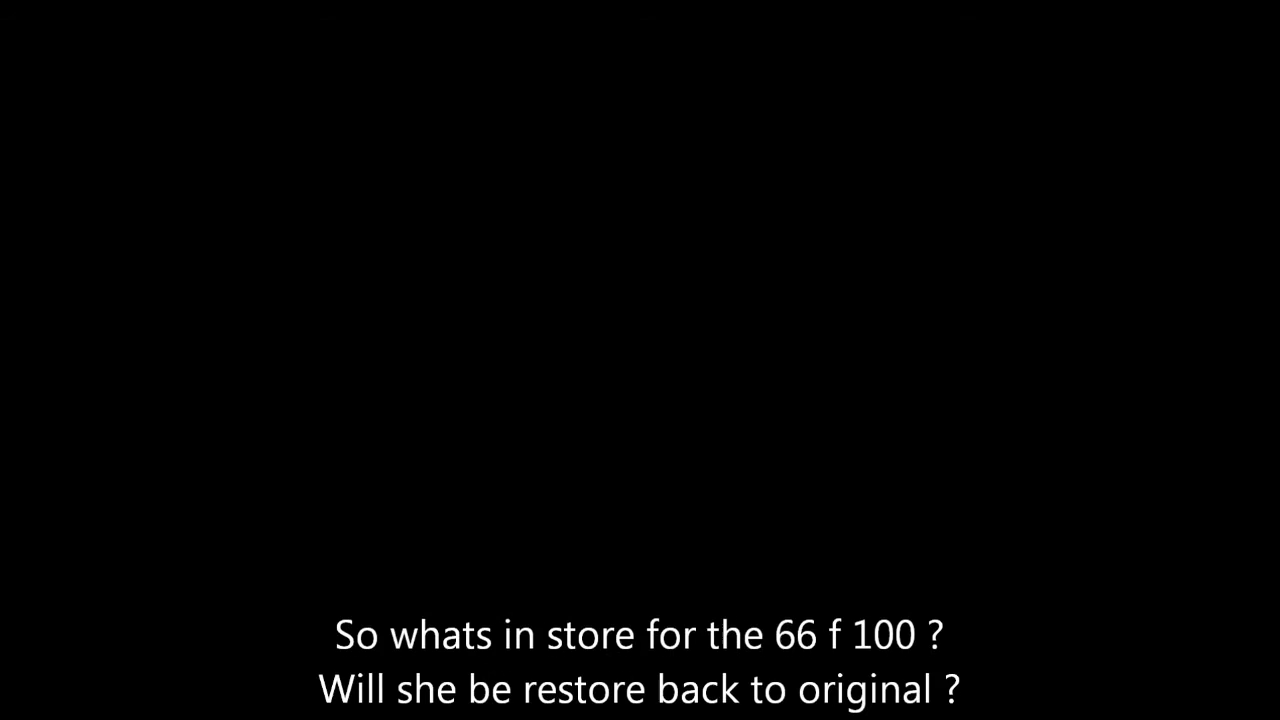 So whats in store for the 66 f 100 ?
Will she be restore back to original ?